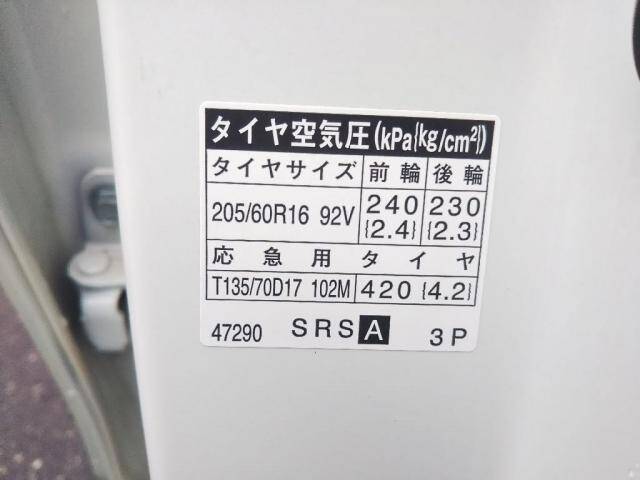 タイヤ空気圧(kPa{kg/cm²})
タイヤサイズ 前輪 後輪
205/60R16 92V 240 230
{2.4} {2.3}
応急用タイヤ
T135/70D17 102M 420 {4.2}
47290 SRS A 3P